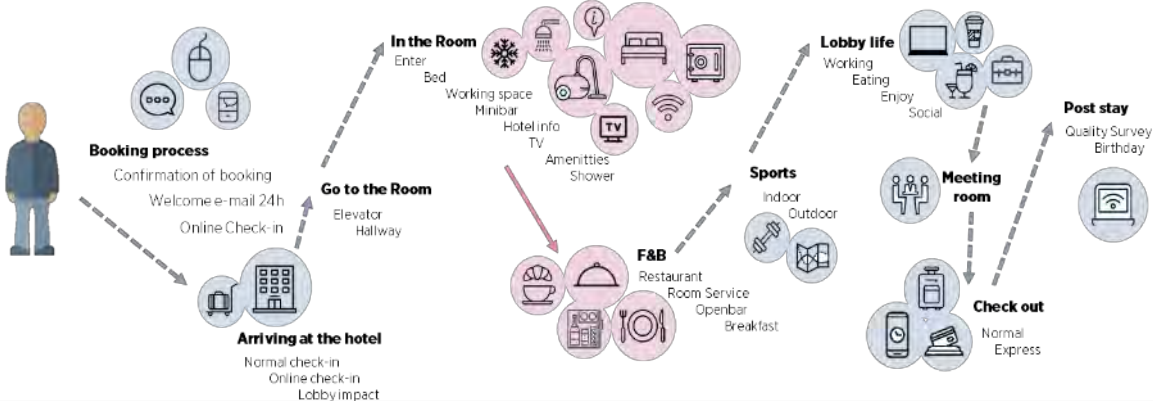 Booking process
Confirmation of booking
Welcome e-mail 24h
Online Check-in
Arriving at the hotel
Normal check-in
Online check-in
Lobby impact
Go to the Room
Elevator
Hallway
In the Room
Enter
Bed
Working space
Minibar
Hotel info
TV
Amenitties
Shower
TV
F&B
Restaurant
Room Service
Openbar
Breakfast
Sports
Indoor
Outdoor
Lobby life
Working
Eating
Enjoy
Social
Meeting
room
Check out
Normal
Express
Post stay
Quality Survey
Birthday